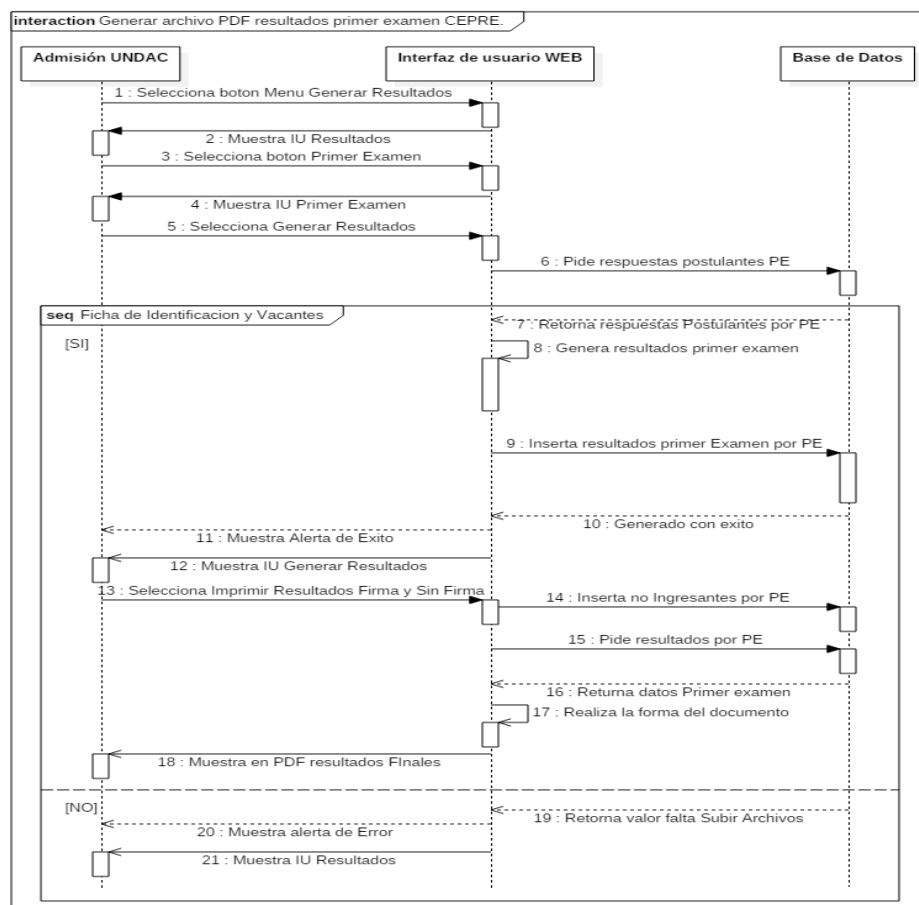 interaction Generar archivo PDF resultados primer examen CEPRE.
Admisión UNDAC
Interfaz de usuario WEB
Base de Datos
1 : Selecciona boton Menu Generar Resultados
2 : Muestra IU Resultados
3 : Selecciona boton Primer Examen
4 : Muestra IU Primer Examen
5 : Selecciona Generar Resultados
6 : Pide respuestas postulantes PE
seq Ficha de Identificacion y Vacantes
7 : Retorna respuestas Postulantes por PE
[SI]
8 : Genera resultados primer examen
9 : Inserta resultados primer Examen por PE
10 : Generado con exito
11 : Muestra Alerta de Exito
12 : Muestra IU Generar Resultados
13 : Selecciona Imprimir Resultados Firma y Sin Firma
14 : Inserta no Ingresantes por PE
15 : Pide resultados por PE
16 : Returna datos Primer examen
17 : Realiza la forma del documento
18 : Muestra en PDF resultados FInales
[NO]
19 : Retorna valor falta Subir Archivos
20 : Muestra alerta de Error
21 : Muestra IU Resultados